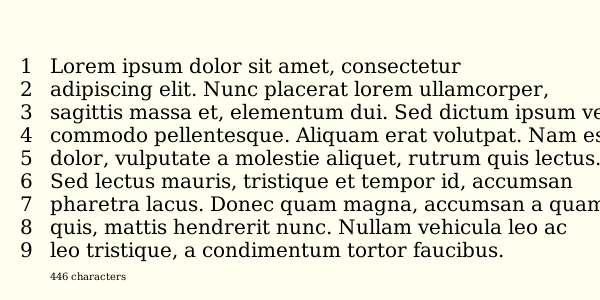 1 Lorem ipsum dolor sit amet, consectetur
2 adipiscing elit. Nunc placerat lorem ullamcorper,
3 sagittis massa et, elementum dui. Sed dictum ipsum
4 commodo pellentesque. Aliquam erat volutpat. Nam
5 dolor, vulputate a molestie aliquet, rutrum quis lectus.
6 Sed lectus mauris, tristique et tempor id, accumsan
7 pharetra lacus. Donec quam magna, accumsan a quam
8 quis, mattis hendrerit nunc. Nullam vehicula leo ac
9 leo tristique, a condimentum tortor faucibus.
446 characters